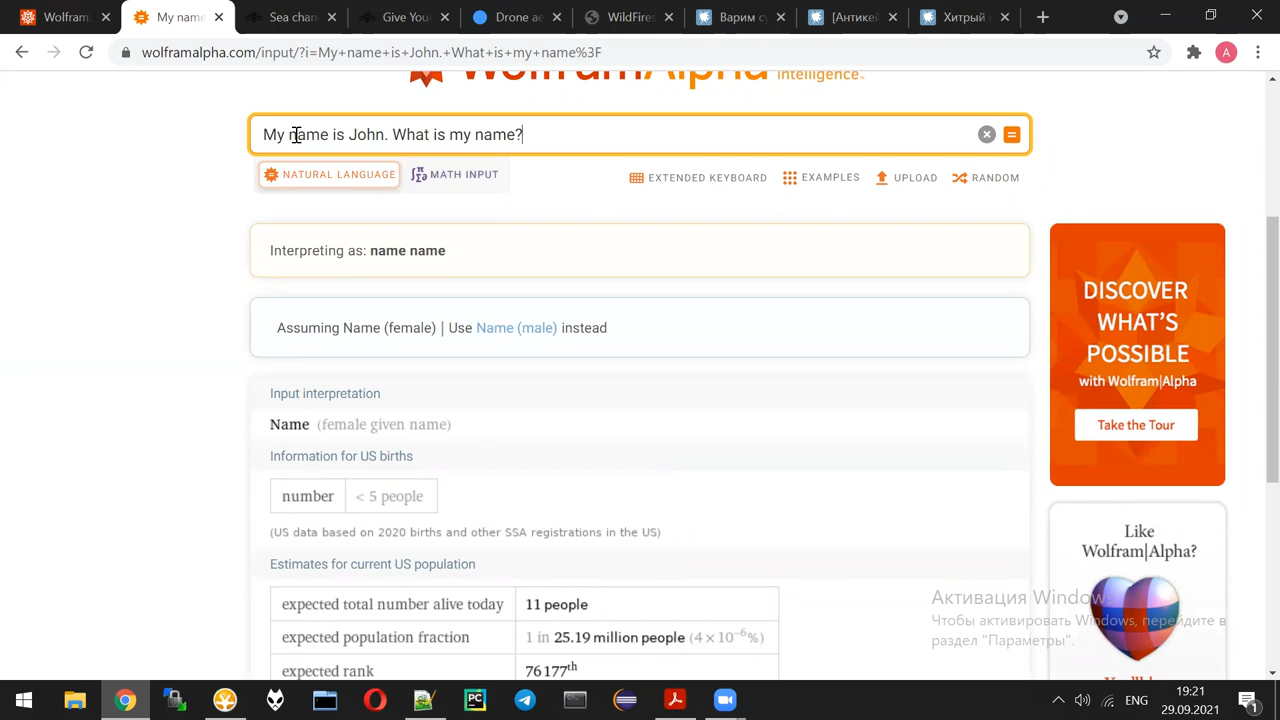 Wolfram:
My name
Sea chan
Give You
Drone ae
WildFires
Варим су
[Антикей
Хитрый с
wolframalpha.com/input/?i=My+name+is+John.+What+is+my+name%3F
A
WolframAlpha
intelligence™
My name is John. What is my name?
NATURAL LANGUAGE
MATH INPUT
EXTENDED KEYBOARD
EXAMPLES
UPLOAD
RANDOM
Interpreting as: name name
Assuming Name (female) | Use Name (male) instead
Input interpretation
Name (female given name)
Information for US births
number < 5 people
(US data based on 2020 births and other SSA registrations in the US)
Estimates for current US population
expected total number alive today 11 people
expected population fraction 1 in 25.19 million people (4×10⁻⁶%)
expected rank 76177th
DISCOVER
WHAT'S
POSSIBLE
with Wolfram|Alpha
Take the Tour
Like
Wolfram|Alpha?
Активация Windows
Чтобы активировать Windows, перейдите в
раздел "Параметры".
ENG
19:21
29.09.2021
1